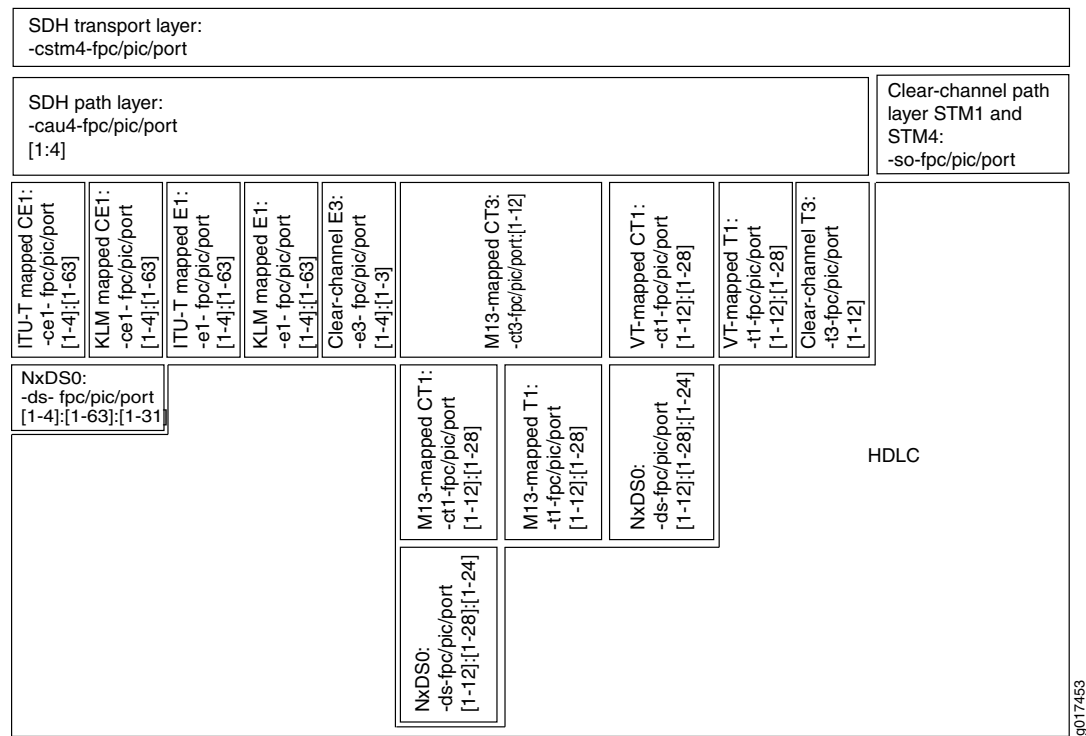 SDH transport layer:
-cstm4-fpc/pic/port
SDH path layer:
-cau4-fpc/pic/port
[1:4]
Clear-channel path
layer STM1 and
STM4:
-so-fpc/pic/port
ITU-T mapped CE1:
-ce1- fpc/pic/port
[1-4]:[1-63]
KLM mapped CE1:
-ce1- fpc/pic/port
[1-4]:[1-63]
ITU-T mapped E1:
-e1- fpc/pic/port
[1-4]:[1-63]
KLM mapped E1:
-e1- fpc/pic/port
[1-4]:[1-63]
Clear-channel E3:
-e3- fpc/pic/port
[1-4]:[1-3]
M13-mapped CT3:
-ct3-fpc/pic/port:[1-12]
VT-mapped CT1:
-ct1-fpc/pic/port
[1-12]:[1-28]
VT-mapped T1:
-t1-fpc/pic/port
[1-12]:[1-28]
Clear-channel T3:
-t3-fpc/pic/port
[1-12]
NxDS0:
-ds- fpc/pic/port
[1-4]:[1-63]:[1-31]
M13-mapped CT1:
-ct1-fpc/pic/port
[1-12]:[1-28]
M13-mapped T1:
-t1-fpc/pic/port
[1-12]:[1-28]
NxDS0:
-ds-fpc/pic/port
[1-12]:[1-28]:[1-24]
HDLC
NxDS0:
-ds-fpc/pic/port
[1-12]:[1-28]:[1-24]
g017453